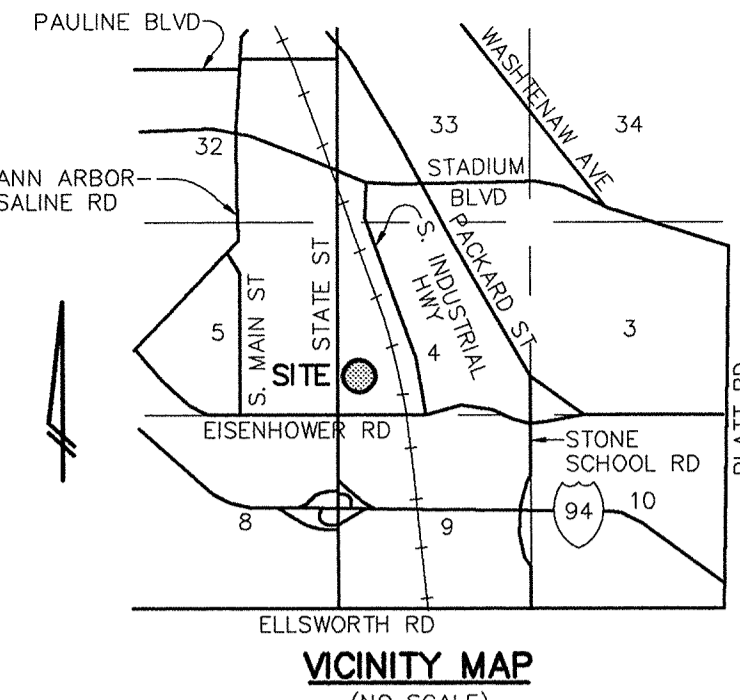 PAULINE BLVD
WASHTENAW AVE
33
34
32
STADIUM
BLVD
ANN ARBOR
SALINE RD
S. INDUSTRIAL
HWY
PACKARD ST
STATE ST
S. MAIN ST
5
4
3
SITE
PLATT RD
EISENHOWER RD
STONE
SCHOOL RD
94
10
8
9
ELLSWORTH RD
VICINITY MAP
(NO SCALE)